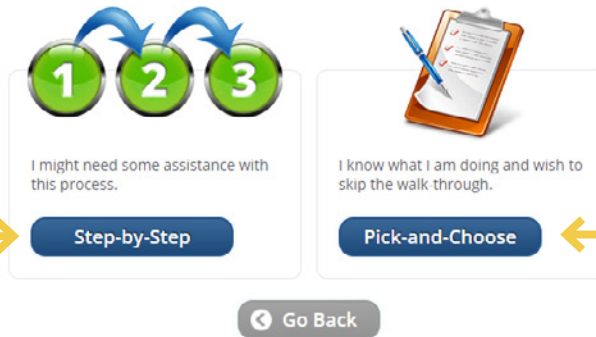 1 2 3
I might need some assistance with
this process.
Step-by-Step
I know what I am doing and wish to
skip the walk-through.
Pick-and-Choose
Go Back